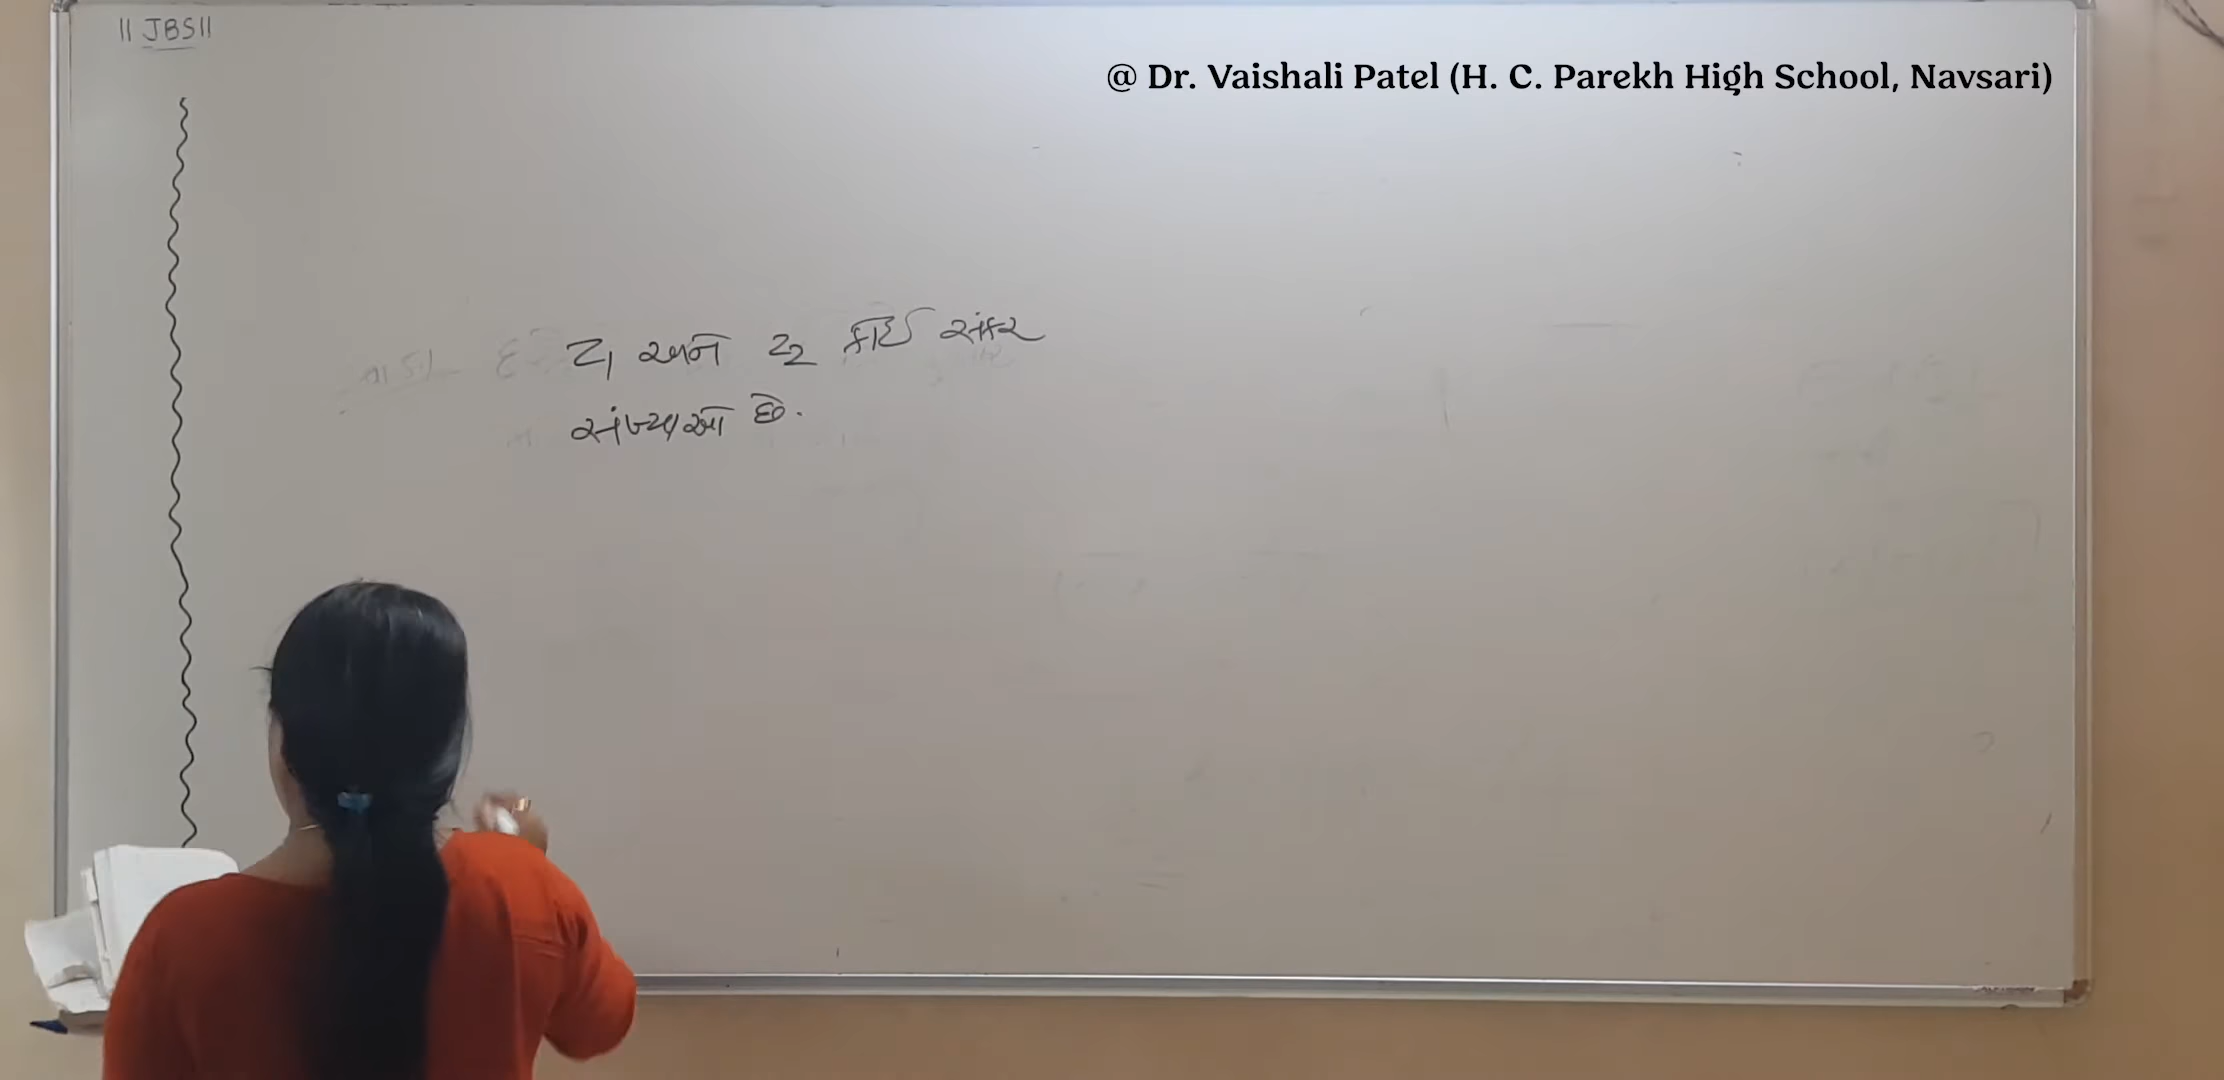 || JBS ||
@ Dr. Vaishali Patel (H. C. Parekh High School, Navsari)
z₁ અને z₂ કોઈ સંકર
સંખ્યાઓ છે.